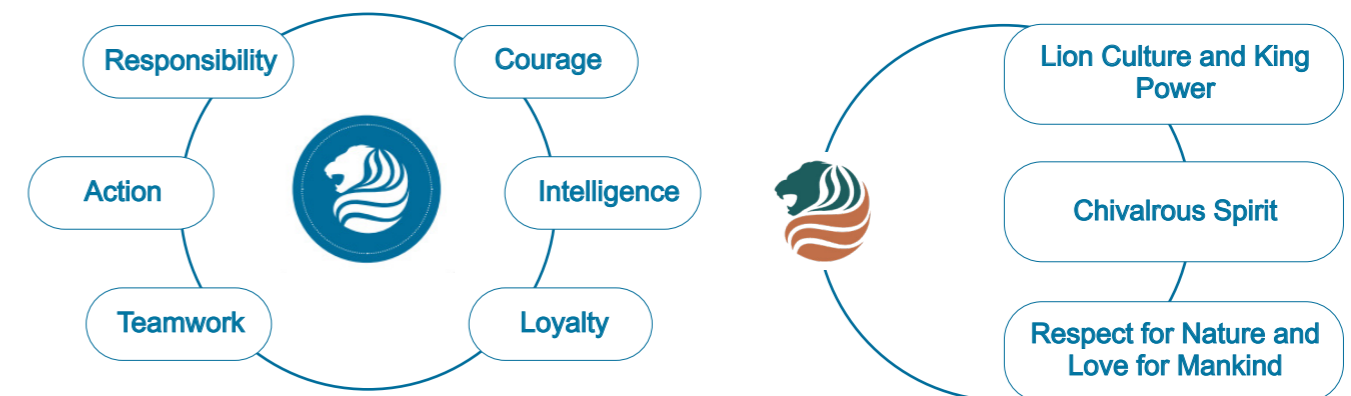 Responsibility
Courage
Action
Intelligence
Teamwork
Loyalty
Lion Culture and King
Power
Chivalrous Spirit
Respect for Nature and
Love for Mankind